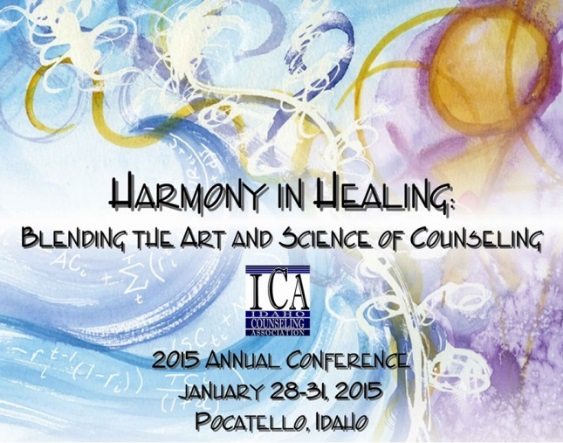 HARMONY IN HEALING:
BLENDING THE ART AND SCIENCE OF COUNSELING
ICA
IDAHO
COUNSELING
ASSOCIATION
2015 ANNUAL CONFERENCE
JANUARY 28-31, 2015
POCATELLO, IDAHO